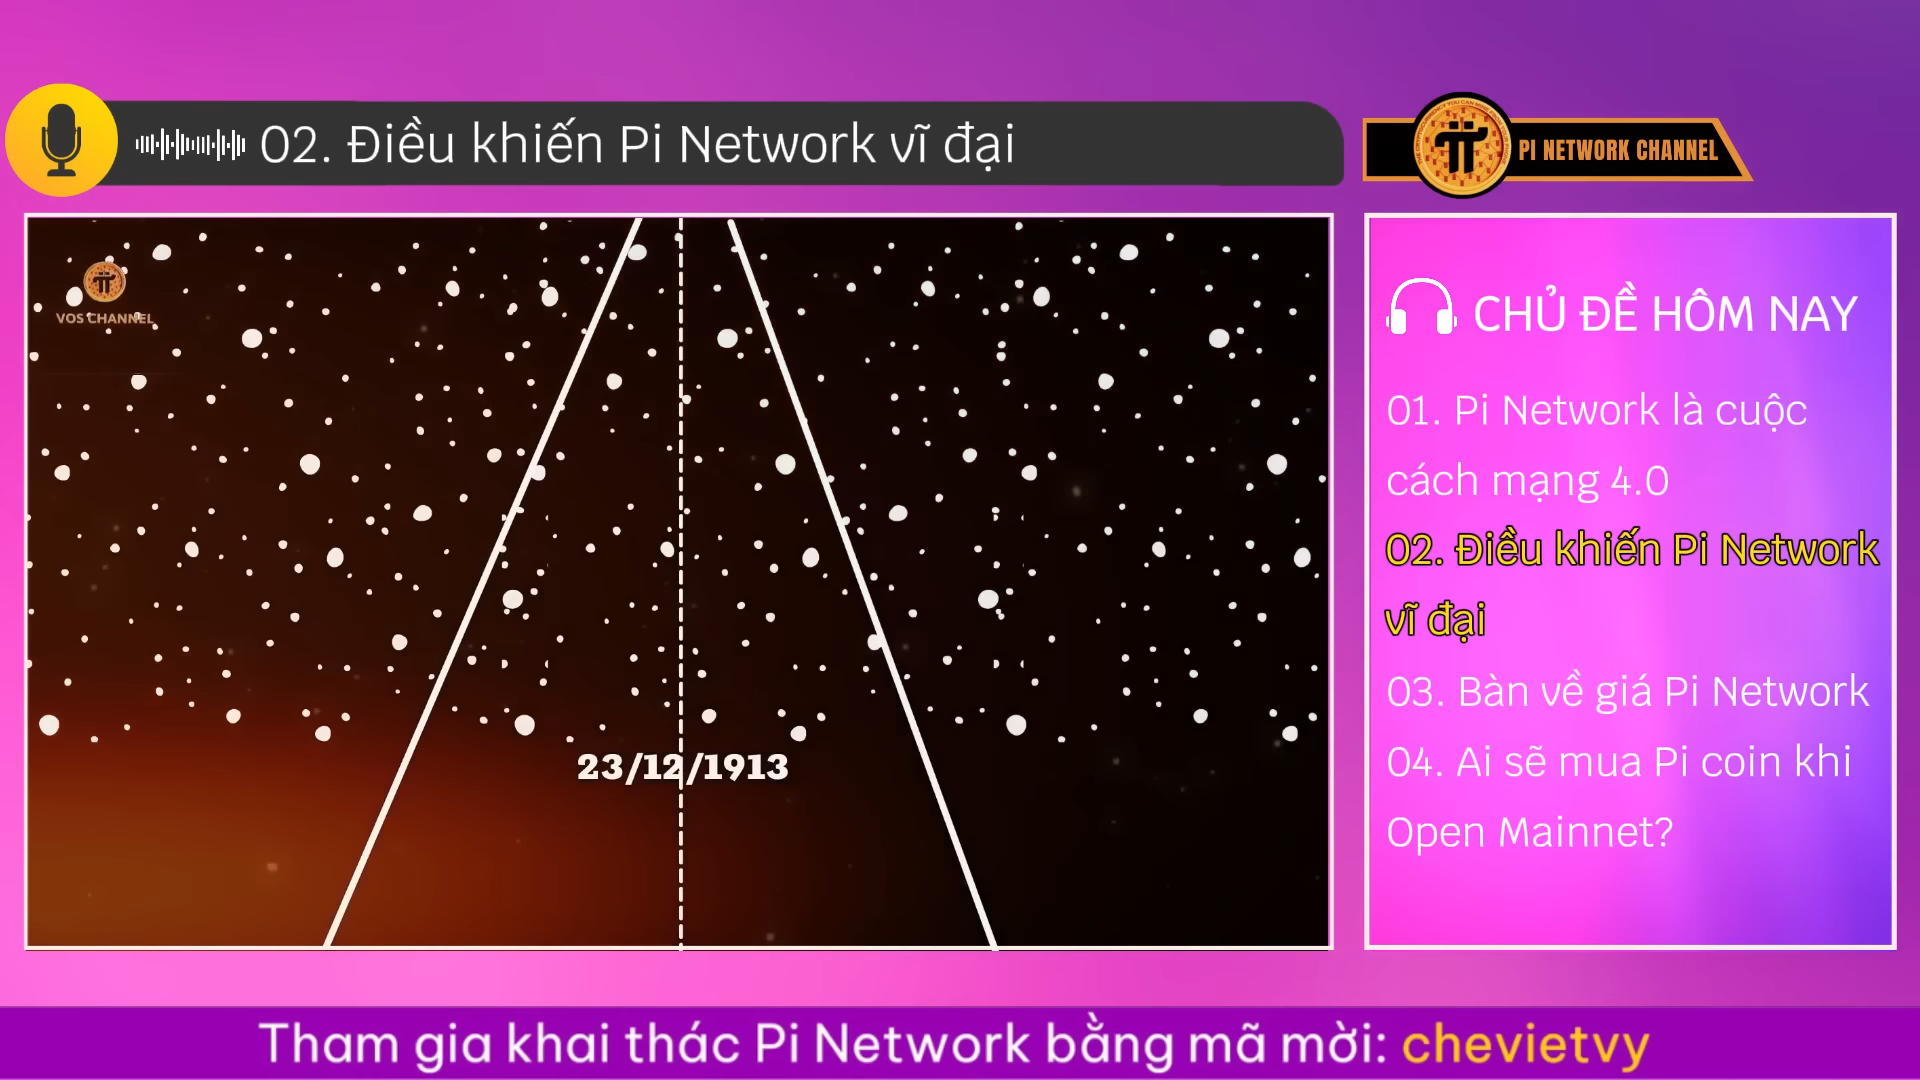 02. Điều khiến Pi Network vĩ đại
PI NETWORK CHANNEL
VOS CHANNEL
23/12/1913
CHỦ ĐỀ HÔM NAY
01. Pi Network là cuộc
cách mạng 4.0
02. Điều khiến Pi Network
vĩ đại
03. Bàn về giá Pi Network
04. Ai sẽ mua Pi coin khi
Open Mainnet?
Tham gia khai thác Pi Network bằng mã mời: chevietvy